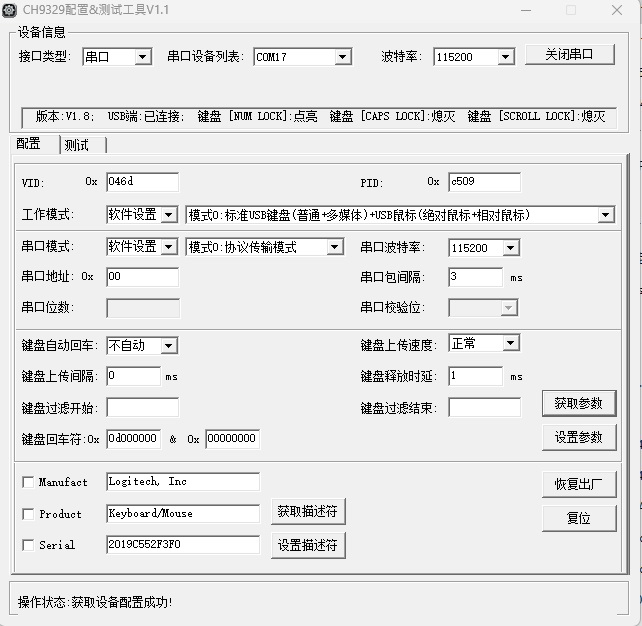 CH9329配置&测试工具V1.1
设备信息
接口类型: 串口 串口设备列表: COM17 波特率: 115200 关闭串口
版本:V1.8; USB端:已连接; 键盘 [NUM LOCK]:点亮 键盘 [CAPS LOCK]:熄灭 键盘 [SCROLL LOCK]:熄灭
配置 测试
VID: 0x 046d PID: 0x c509
工作模式: 软件设置 模式0:标准USB键盘(普通+多媒体)+USB鼠标(绝对鼠标+相对鼠标)
串口模式: 软件设置 模式0:协议传输模式 串口波特率: 115200
串口地址: 0x 00 串口包间隔: 3 ms
串口位数: 串口校验位:
键盘自动回车: 不自动 键盘上传速度: 正常
键盘上传间隔: 0 ms 键盘释放时延: 1 ms
键盘过滤开始: 键盘过滤结束: 获取参数
键盘回车符:0x 0d000000 & 0x 00000000 设置参数
Manufact Logitech, Inc 恢复出厂
Product Keyboard/Mouse 获取描述符 复位
Serial 2019C552F3F0 设置描述符
操作状态:获取设备配置成功!